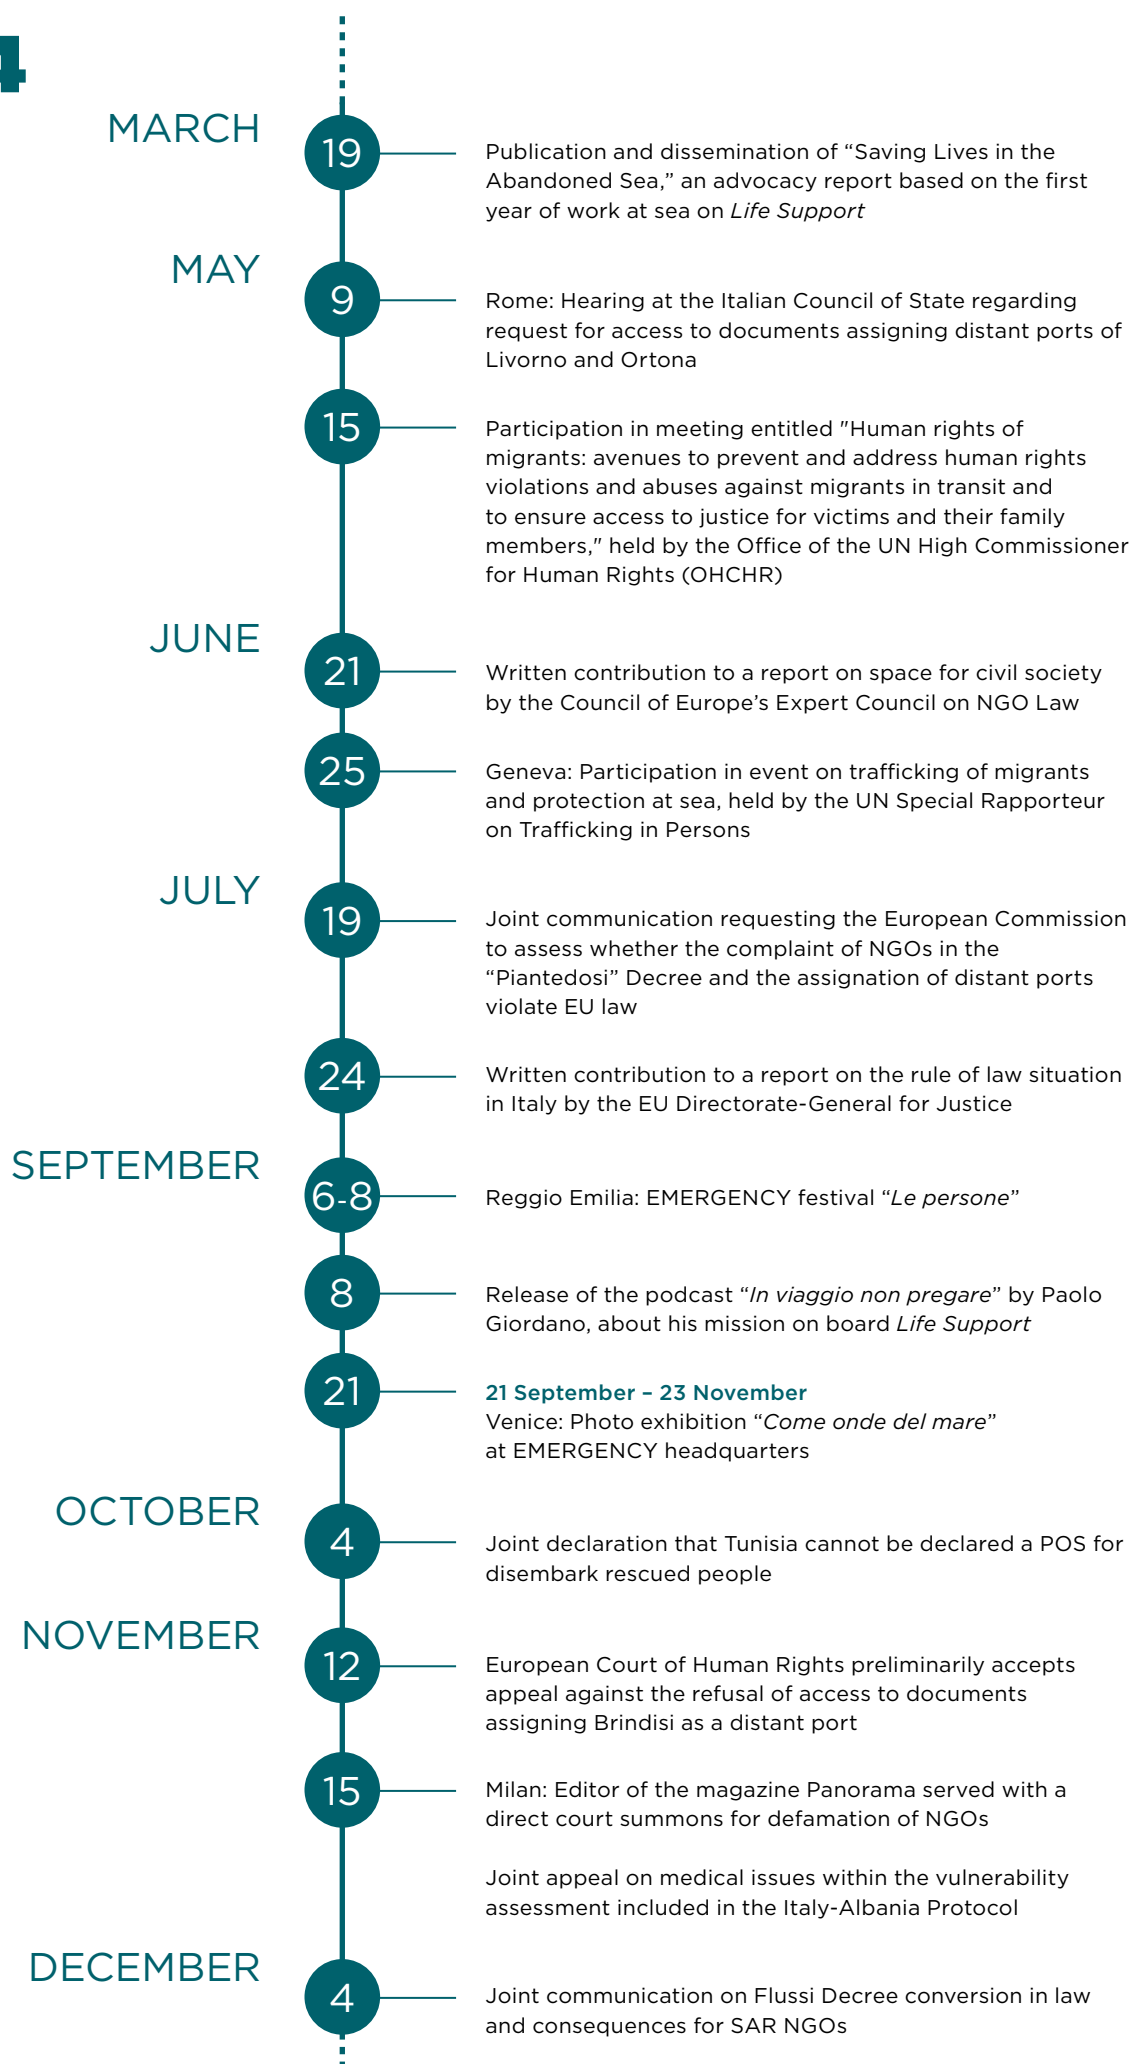 4
MARCH
19
Publication and dissemination of “Saving Lives in the
Abandoned Sea,” an advocacy report based on the first
year of work at sea on Life Support
MAY
9
Rome: Hearing at the Italian Council of State regarding
request for access to documents assigning distant ports of
Livorno and Ortona
15
Participation in meeting entitled "Human rights of
migrants: avenues to prevent and address human rights
violations and abuses against migrants in transit and
to ensure access to justice for victims and their family
members," held by the Office of the UN High Commissioner
for Human Rights (OHCHR)
JUNE
21
Written contribution to a report on space for civil society
by the Council of Europe’s Expert Council on NGO Law
25
Geneva: Participation in event on trafficking of migrants
and protection at sea, held by the UN Special Rapporteur
on Trafficking in Persons
JULY
19
Joint communication requesting the European Commission
to assess whether the complaint of NGOs in the
“Piantedosi” Decree and the assignation of distant ports
violate EU law
24
Written contribution to a report on the rule of law situation
in Italy by the EU Directorate-General for Justice
SEPTEMBER
6-8
Reggio Emilia: EMERGENCY festival “Le persone”
8
Release of the podcast “In viaggio non pregare” by Paolo
Giordano, about his mission on board Life Support
21
21 September – 23 November
Venice: Photo exhibition “Come onde del mare”
at EMERGENCY headquarters
OCTOBER
4
Joint declaration that Tunisia cannot be declared a POS for
disembark rescued people
NOVEMBER
12
European Court of Human Rights preliminarily accepts
appeal against the refusal of access to documents
assigning Brindisi as a distant port
15
Milan: Editor of the magazine Panorama served with a
direct court summons for defamation of NGOs
Joint appeal on medical issues within the vulnerability
assessment included in the Italy-Albania Protocol
DECEMBER
4
Joint communication on Flussi Decree conversion in law
and consequences for SAR NGOs